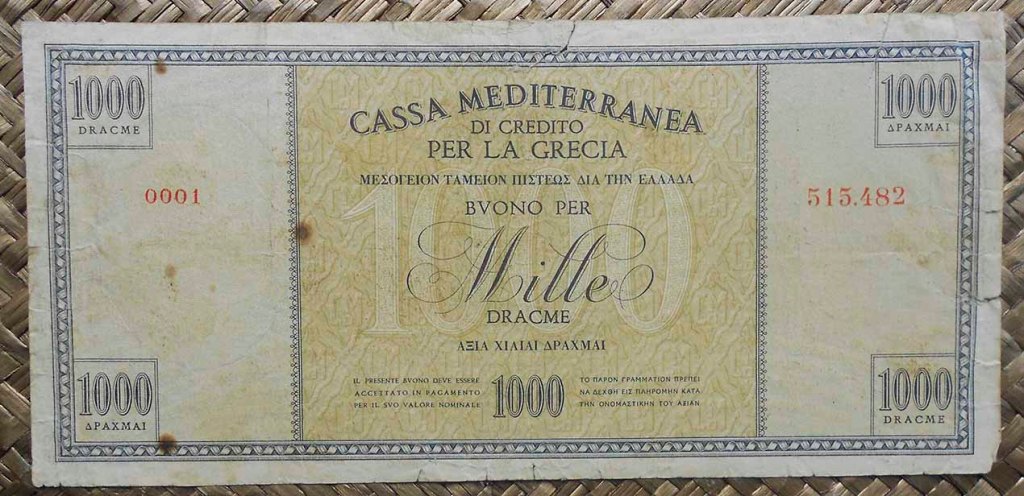 1000
DRACME
1000
ΔΡΑΧΜΑΙ
CASSA MEDITERRANEA
DI CREDITO
PER LA GRECIA
ΜΕΣΟΓΕΙΟΝ ΤΑΜΕΙΟΝ ΠΙΣΤΕΩΣ ΔΙΑ ΤΗΝ ΕΛΛΑΔΑ
0001
515.482
BVONO PER
1000
Mille
DRACME
ΑΞΙΑ ΧΙΛΙΑΙ ΔΡΑΧΜΑΙ
1000
ΔΡΑΧΜΑΙ
IL PRESENTE BVONO DEVE ESSERE
ACCETTATO IN PAGAMENTO
PER IL SVO VALORE NOMINALE
1000
ΤΟ ΠΑΡΟΝ ΓΡΑΜΜΑΤΙΟΝ ΠΡΕΠΕΙ
ΝΑ ΔΕΧΘΗ ΕΙΣ ΠΛΗΡΩΜΗΝ ΚΑΤΑ
ΤΗΝ ΟΝΟΜΑΣΤΙΚΗΝ ΤΟΥ ΑΞΙΑΝ
1000
DRACME